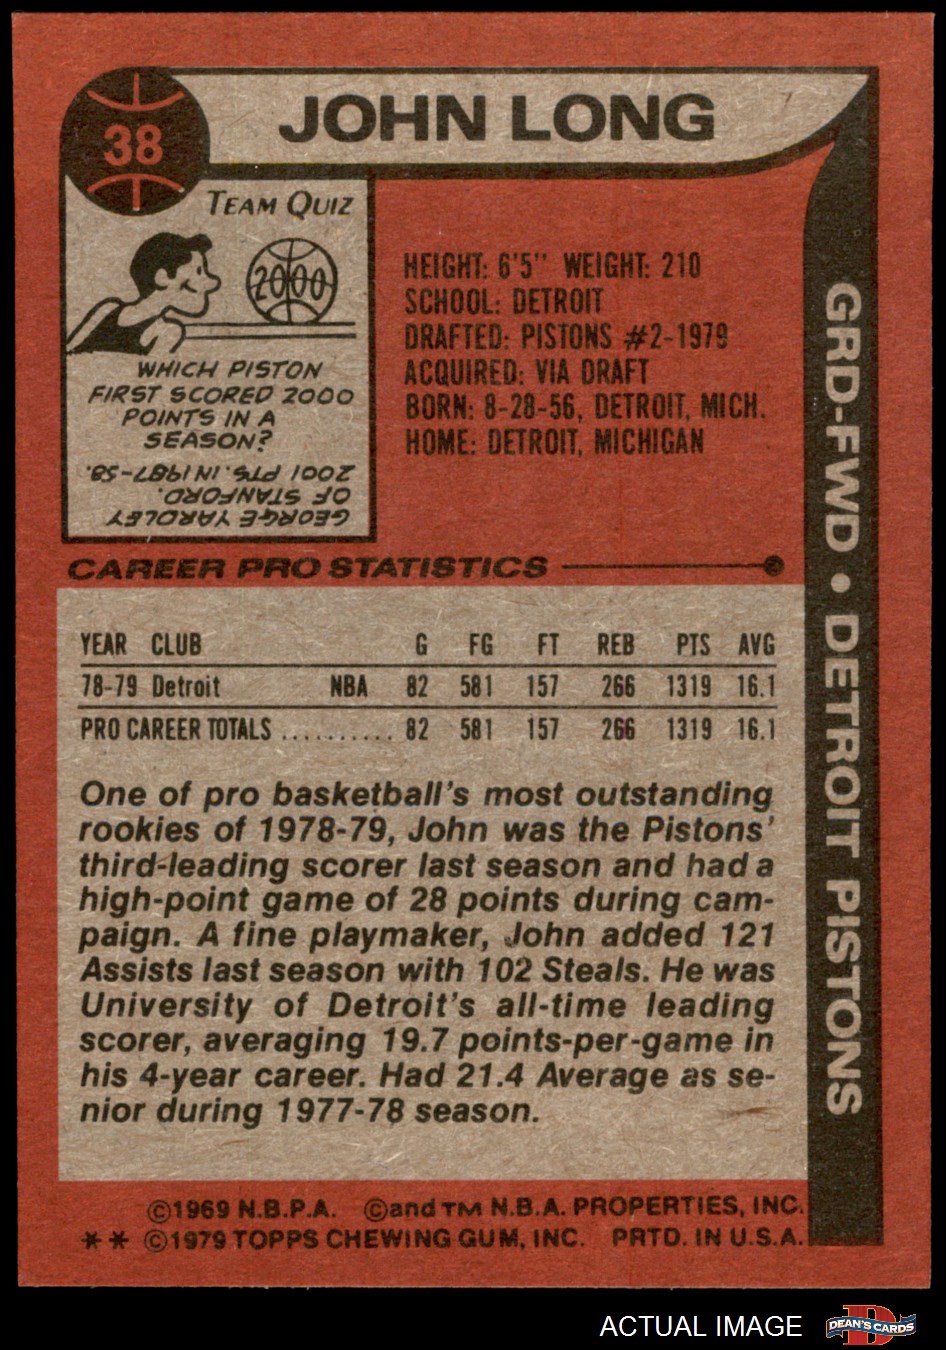 38
JOHN LONG
TEAM QUIZ
2000
WHICH PISTON
FIRST SCORED 2000
POINTS IN A
SEASON?
GEORGE YARDLEY
OF STANFORD.
2001 PTS. IN 1957-58.
HEIGHT: 6'5" WEIGHT: 210
SCHOOL: DETROIT
DRAFTED: PISTONS #2-1979
ACQUIRED: VIA DRAFT
BORN: 8-28-56, DETROIT, MICH.
HOME: DETROIT, MICHIGAN
GRD-FWD • DETROIT PISTONS
CAREER PRO STATISTICS
YEAR CLUB G FG FT REB PTS AVG
78-79 Detroit NBA 82 581 157 266 1319 16.1
PRO CAREER TOTALS .......... 82 581 157 266 1319 16.1
One of pro basketball's most outstanding
rookies of 1978-79, John was the Pistons'
third-leading scorer last season and had a
high-point game of 28 points during cam-
paign. A fine playmaker, John added 121
Assists last season with 102 Steals. He was
University of Detroit's all-time leading
scorer, averaging 19.7 points-per-game in
his 4-year career. Had 21.4 Average as se-
nior during 1977-78 season.
©1969 N.B.P.A. ©and TM N.B.A. PROPERTIES, INC.
** ©1979 TOPPS CHEWING GUM, INC. PRTD. IN U.S.A.
ACTUAL IMAGE
D
DEAN'S CARDS